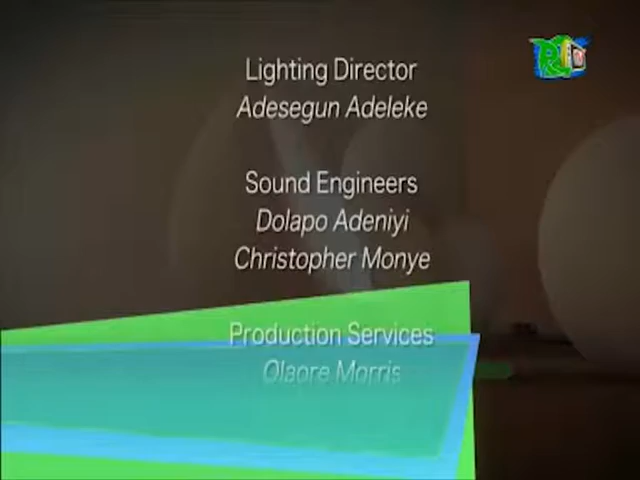 Lighting Director
Adesegun Adeleke
Sound Engineers
Dolapo Adeniyi
Christopher Monye
Production Services
Olaore Morris